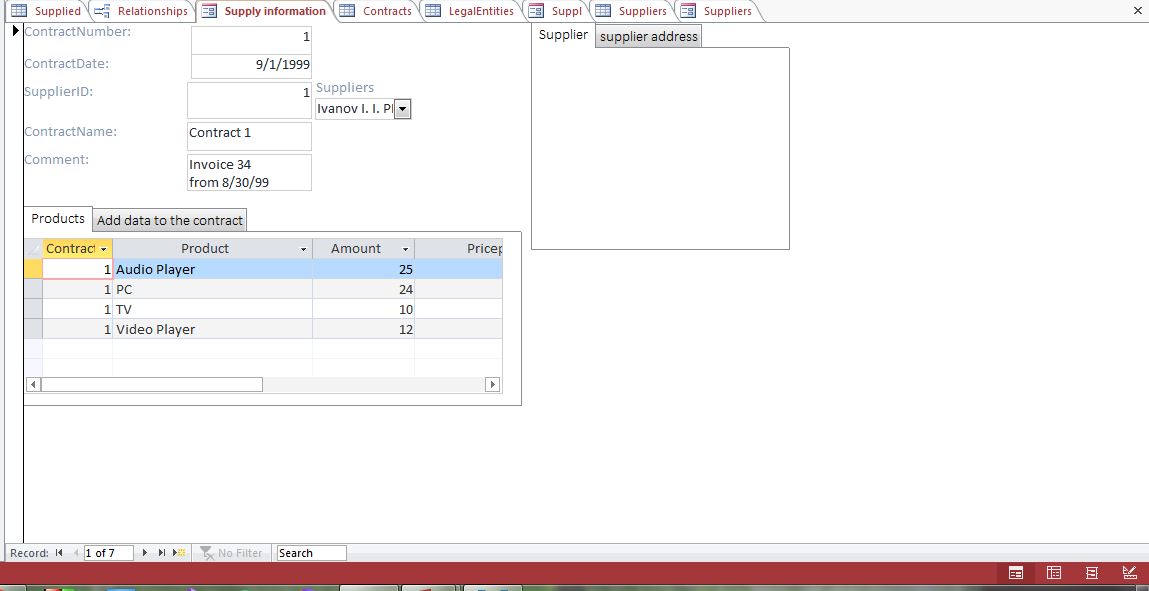 Supplied Relationships Supply information Contracts LegalEntities Suppl Suppliers Suppliers
ContractNumber: 1
ContractDate: 9/1/1999
SupplierID: 1
Suppliers
Ivanov I. I.
ContractName: Contract 1
Comment: Invoice 34
from 8/30/99
Supplier supplier address
Products Add data to the contract
Contract Product Amount Pricep
1 Audio Player 25
1 PC 24
1 TV 10
1 Video Player 12
Record: 1 of 7 No Filter Search